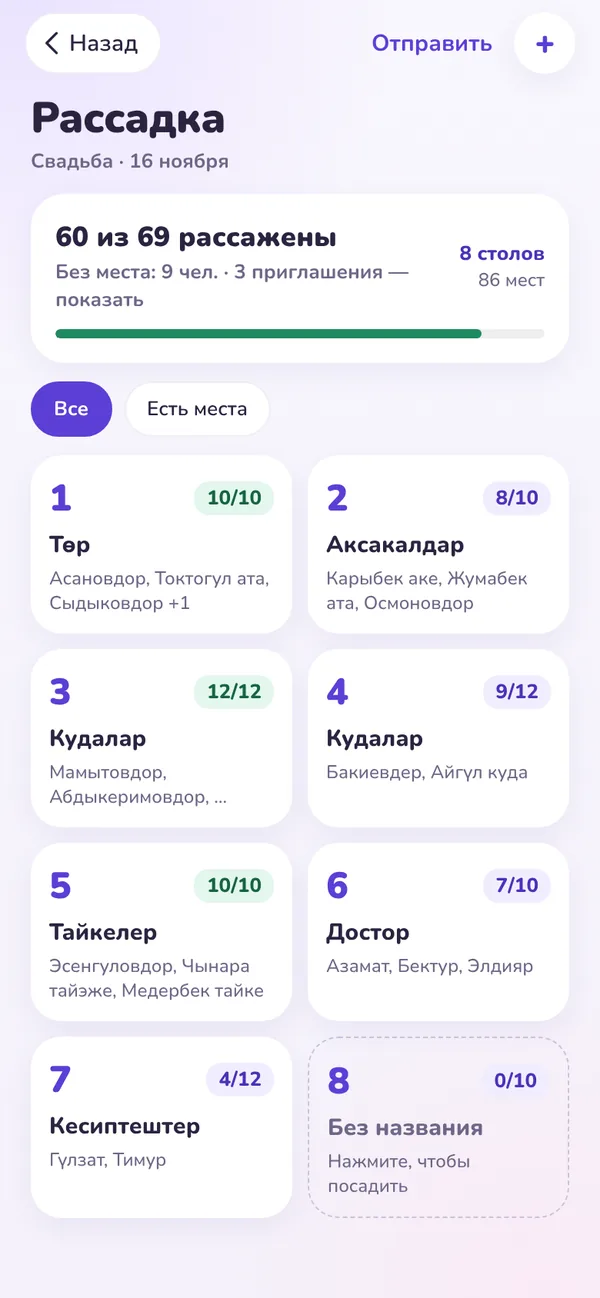 Назад
Отправить
+
Рассадка
Свадьба · 16 ноября
60 из 69 рассажены
Без места: 9 чел. · 3 приглашения —
показать
8 столов
86 мест
Все
Есть места
1
10/10
Төр
Асановдор, Токтогул ата,
Сыдыковдор +1
2
8/10
Аксакалдар
Карыбек аке, Жумабек
ата, Осмоновдор
3
12/12
Кудалар
Мамытовдор,
Абдыкеримовдор, ...
4
9/12
Кудалар
Бакиевдер, Айгүл куда
5
10/10
Тайкелер
Эсенгуловдор, Чынара
тайэже, Медербек тайке
6
7/10
Достор
Азамат, Бектур, Элдияр
7
4/12
Кесиптештер
Гүлзат, Тимур
8
0/10
Без названия
Нажмите, чтобы
посадить